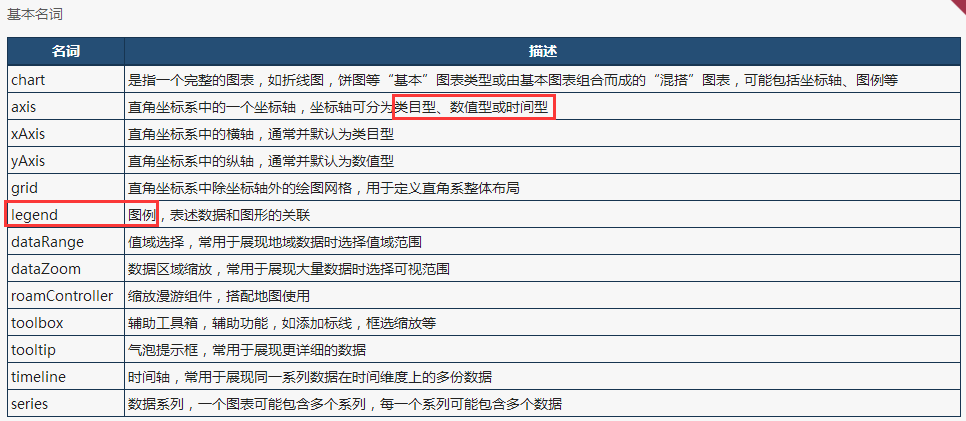 基本名词
名词 描述
chart 是指一个完整的图表，如折线图，饼图等“基本”图表类型或由基本图表组合而成的“混搭”图表，可能包括坐标轴、图例等
axis 直角坐标系中的一个坐标轴，坐标轴可分为类目型、数值型或时间型
xAxis 直角坐标系中的横轴，通常并默认为类目型
yAxis 直角坐标系中的纵轴，通常并默认为数值型
grid 直角坐标系中除坐标轴外的绘图网格，用于定义直角系整体布局
legend 图例，表述数据和图形的关联
dataRange 值域选择，常用于展现地域数据时选择值域范围
dataZoom 数据区域缩放，常用于展现大量数据时选择可视范围
roamController 缩放漫游组件，搭配地图使用
toolbox 辅助工具箱，辅助功能，如添加标线，框选缩放等
tooltip 气泡提示框，常用于展现更详细的数据
timeline 时间轴，常用于展现同一系列数据在时间维度上的多份数据
series 数据系列，一个图表可能包含多个系列，每一个系列可能包含多个数据